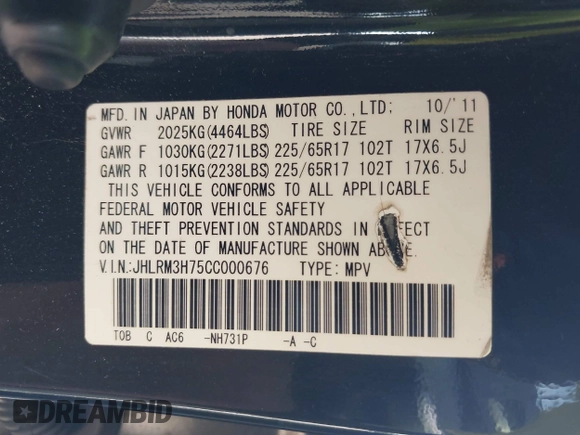 MFD. IN JAPAN BY HONDA MOTOR CO., LTD: 10/'11
GVWR 2025KG(4464LBS) TIRE SIZE RIM SIZE
GAWR F 1030KG(2271LBS) 225/65R17 102T 17X6.5J
GAWR R 1015KG(2238LBS) 225/65R17 102T 17X6.5J
THIS VEHICLE CONFORMS TO ALL APPLICABLE
FEDERAL MOTOR VEHICLE SAFETY
AND THEFT PREVENTION STANDARDS IN EFFECT
ON THE DATE OF MANUFACTURE SHOWN ABOVE.
V.I.N:JHLRM3H75CC000676 TYPE: MPV
TOB C AC6 -NH731P -A -C
DREAMBID